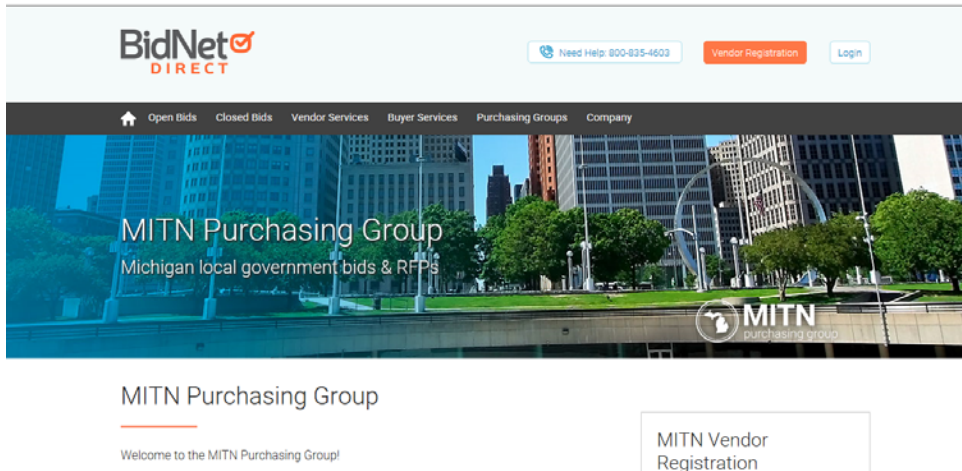 BidNet
DIRECT
Need Help: 800-835-4603
Vendor Registration
Login
Open Bids
Closed Bids
Vendor Services
Buyer Services
Purchasing Groups
Company
MITN Purchasing Group
Michigan local government bids & RFPs
MITN
purchasing group
MITN Purchasing Group
Welcome to the MITN Purchasing Group!
MITN Vendor
Registration